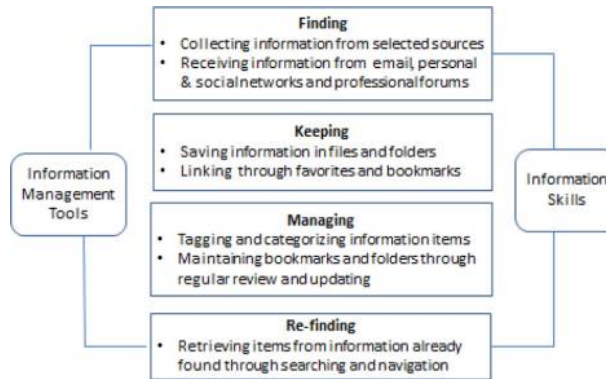 Finding
• Collecting information from selected sources
• Receiving information from email, personal
& social networks and professional forums
Keeping
• Saving information in files and folders
• Linking through favorites and bookmarks
Information
Management
Tools
Information
Skills
Managing
• Tagging and categorizing information items
• Maintaining bookmarks and folders through
regular review and updating
Re-finding
• Retrieving items from information already
found through searching and navigation